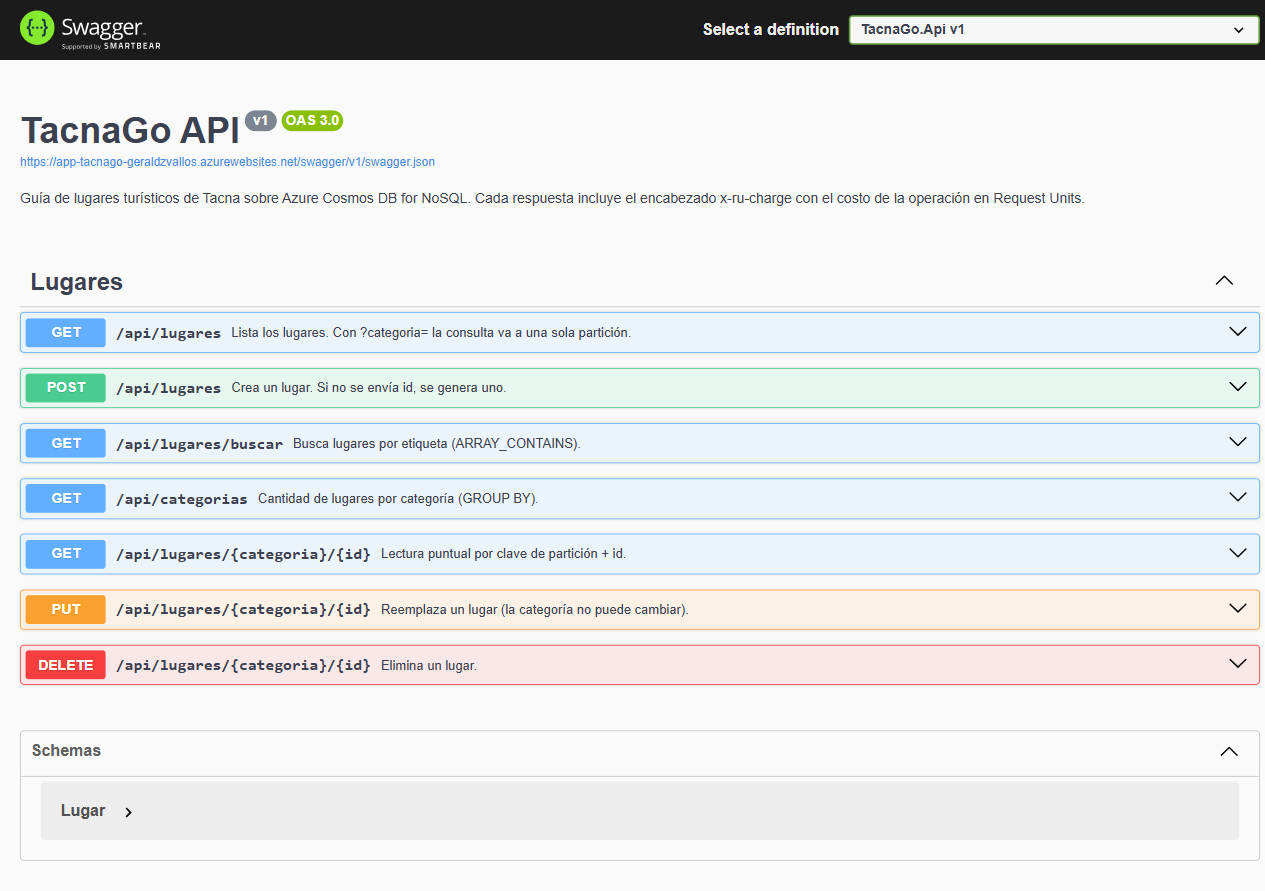 Swagger
Supported by SMARTBEAR
Select a definition
TacnaGo.Api v1
TacnaGo API v1 OAS 3.0
https://app-tacnago-geraldzvallos.azurewebsites.net/swagger/v1/swagger.json
Guía de lugares turísticos de Tacna sobre Azure Cosmos DB for NoSQL. Cada respuesta incluye el encabezado x-ru-charge con el costo de la operación en Request Units.
Lugares
GET /api/lugares Lista los lugares. Con ?categoria= la consulta va a una sola partición.
POST /api/lugares Crea un lugar. Si no se envía id, se genera uno.
GET /api/lugares/buscar Busca lugares por etiqueta (ARRAY_CONTAINS).
GET /api/categorias Cantidad de lugares por categoría (GROUP BY).
GET /api/lugares/{categoria}/{id} Lectura puntual por clave de partición + id.
PUT /api/lugares/{categoria}/{id} Reemplaza un lugar (la categoría no puede cambiar).
DELETE /api/lugares/{categoria}/{id} Elimina un lugar.
Schemas
Lugar